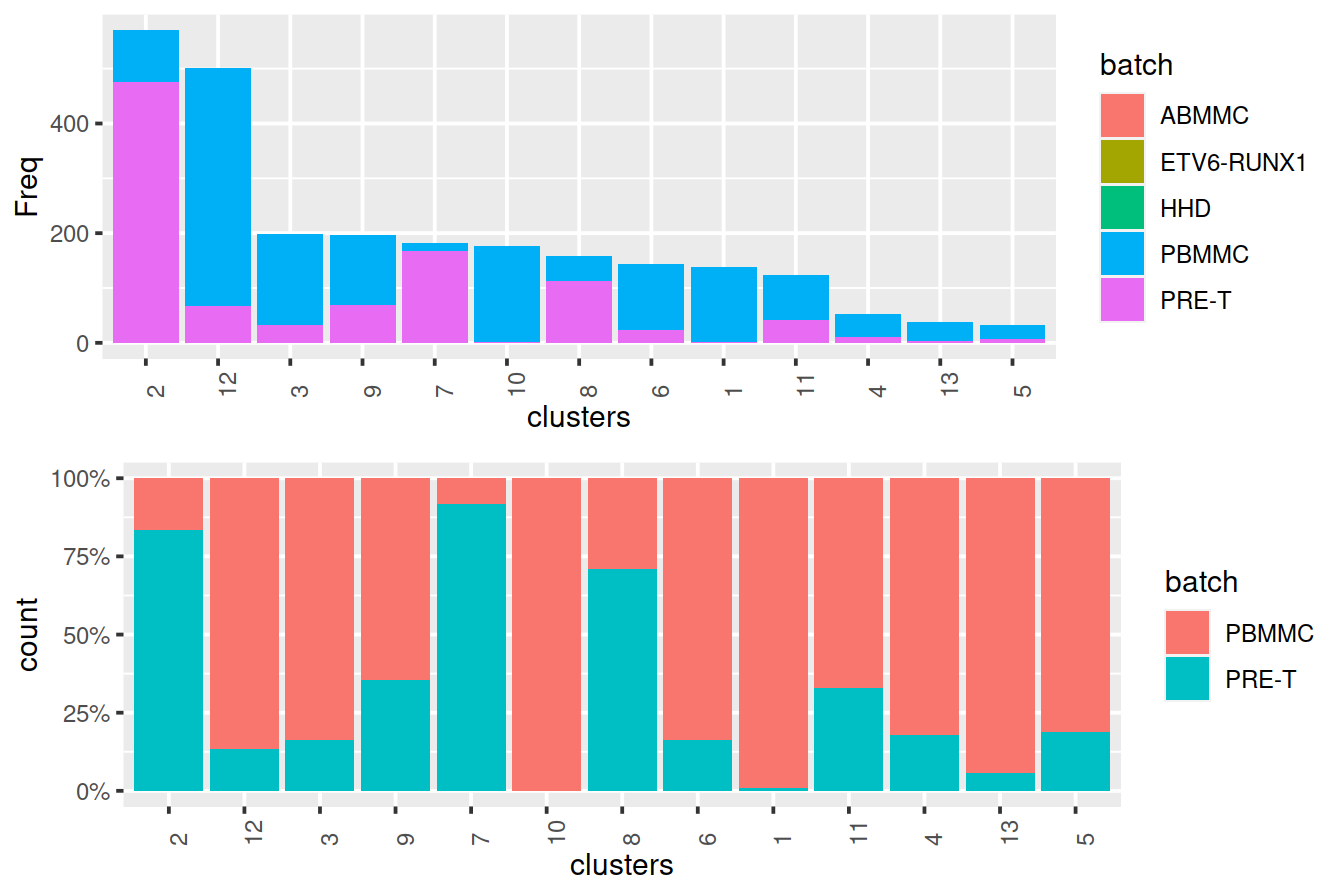 Freq
400
200
0
2 12 3 9 7 10 8 6 1 11 4 13 5
clusters
batch
ABMMC
ETV6-RUNX1
HHD
PBMMC
PRE-T
count
100%
75%
50%
25%
0%
2 12 3 9 7 10 8 6 1 11 4 13 5
clusters
batch
PBMMC
PRE-T